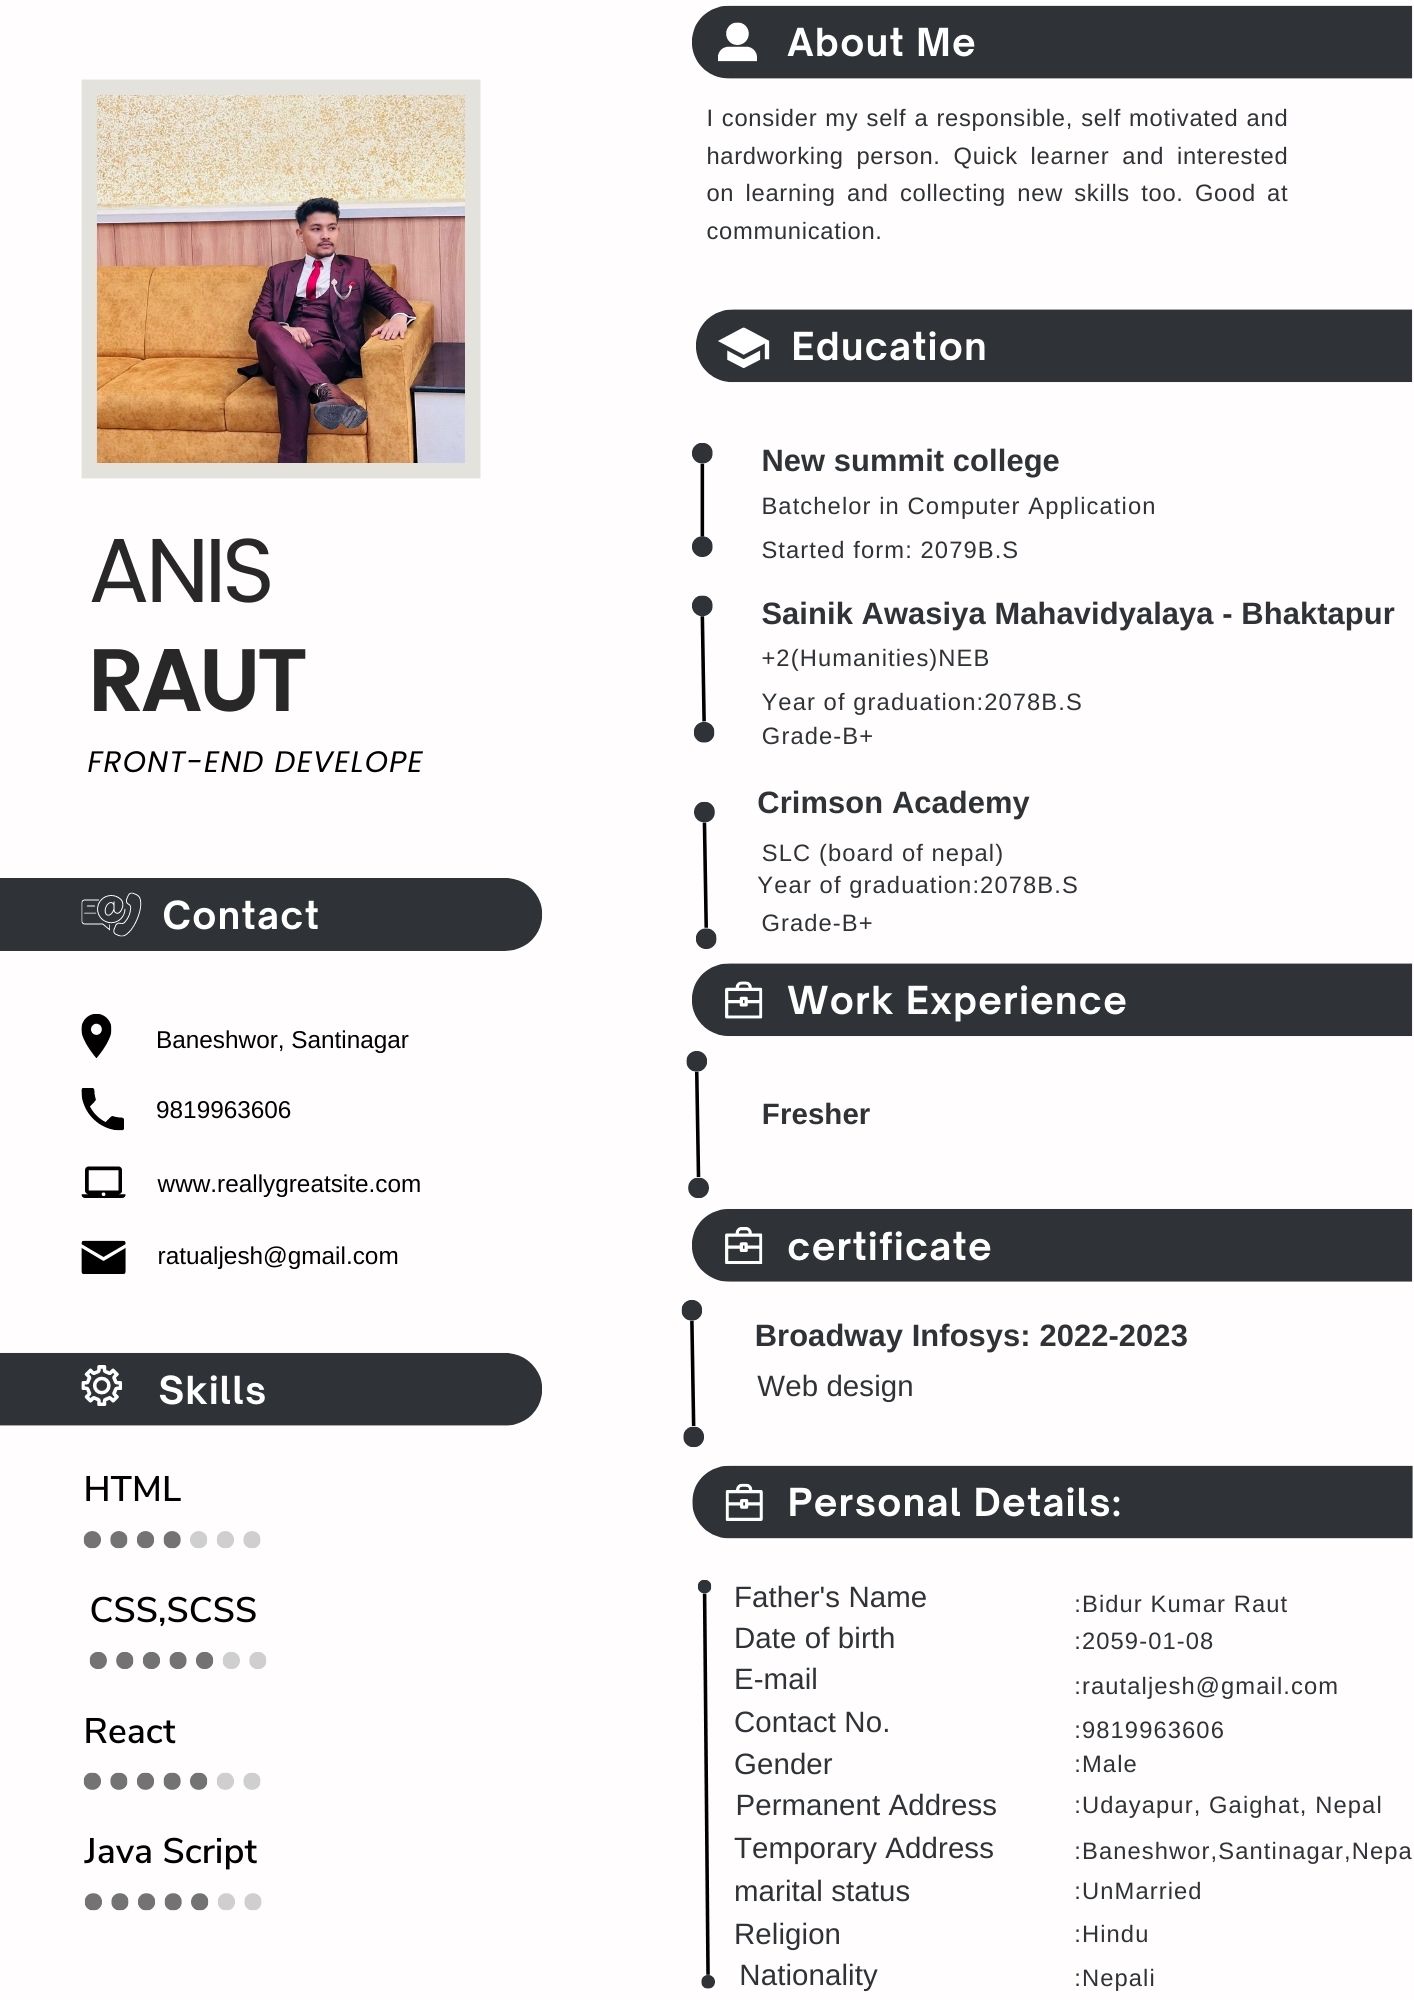 ANIS
RAUT
FRONT-END DEVELOPE
Contact
Baneshwor, Santinagar
9819963606
www.reallygreatsite.com
ratualjesh@gmail.com
Skills
HTML
CSS,SCSS
React
Java Script
About Me
I consider my self a responsible, self motivated and
hardworking person. Quick learner and interested
on learning and collecting new skills too. Good at
communication.
Education
New summit college
Batchelor in Computer Application
Started form: 2079B.S
Sainik Awasiya Mahavidyalaya - Bhaktapur
+2(Humanities)NEB
Year of graduation:2078B.S
Grade-B+
Crimson Academy
SLC (board of nepal)
Year of graduation:2078B.S
Grade-B+
Work Experience
Fresher
certificate
Broadway Infosys: 2022-2023
Web design
Personal Details:
Father's Name :Bidur Kumar Raut
Date of birth :2059-01-08
E-mail :rautaljesh@gmail.com
Contact No. :9819963606
Gender :Male
Permanent Address :Udayapur, Gaighat, Nepal
Temporary Address :Baneshwor,Santinagar,Nepa
marital status :UnMarried
Religion :Hindu
Nationality :Nepali